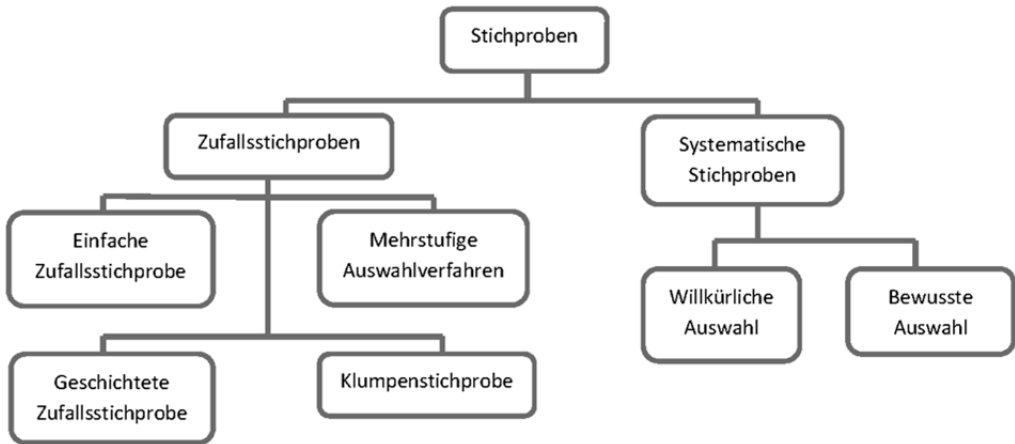 Stichproben
Zufallsstichproben
Systematische
Stichproben
Einfache
Zufallsstichprobe
Mehrstufige
Auswahlverfahren
Willkürliche
Auswahl
Bewusste
Auswahl
Geschichtete
Zufallsstichprobe
Klumpenstichprobe